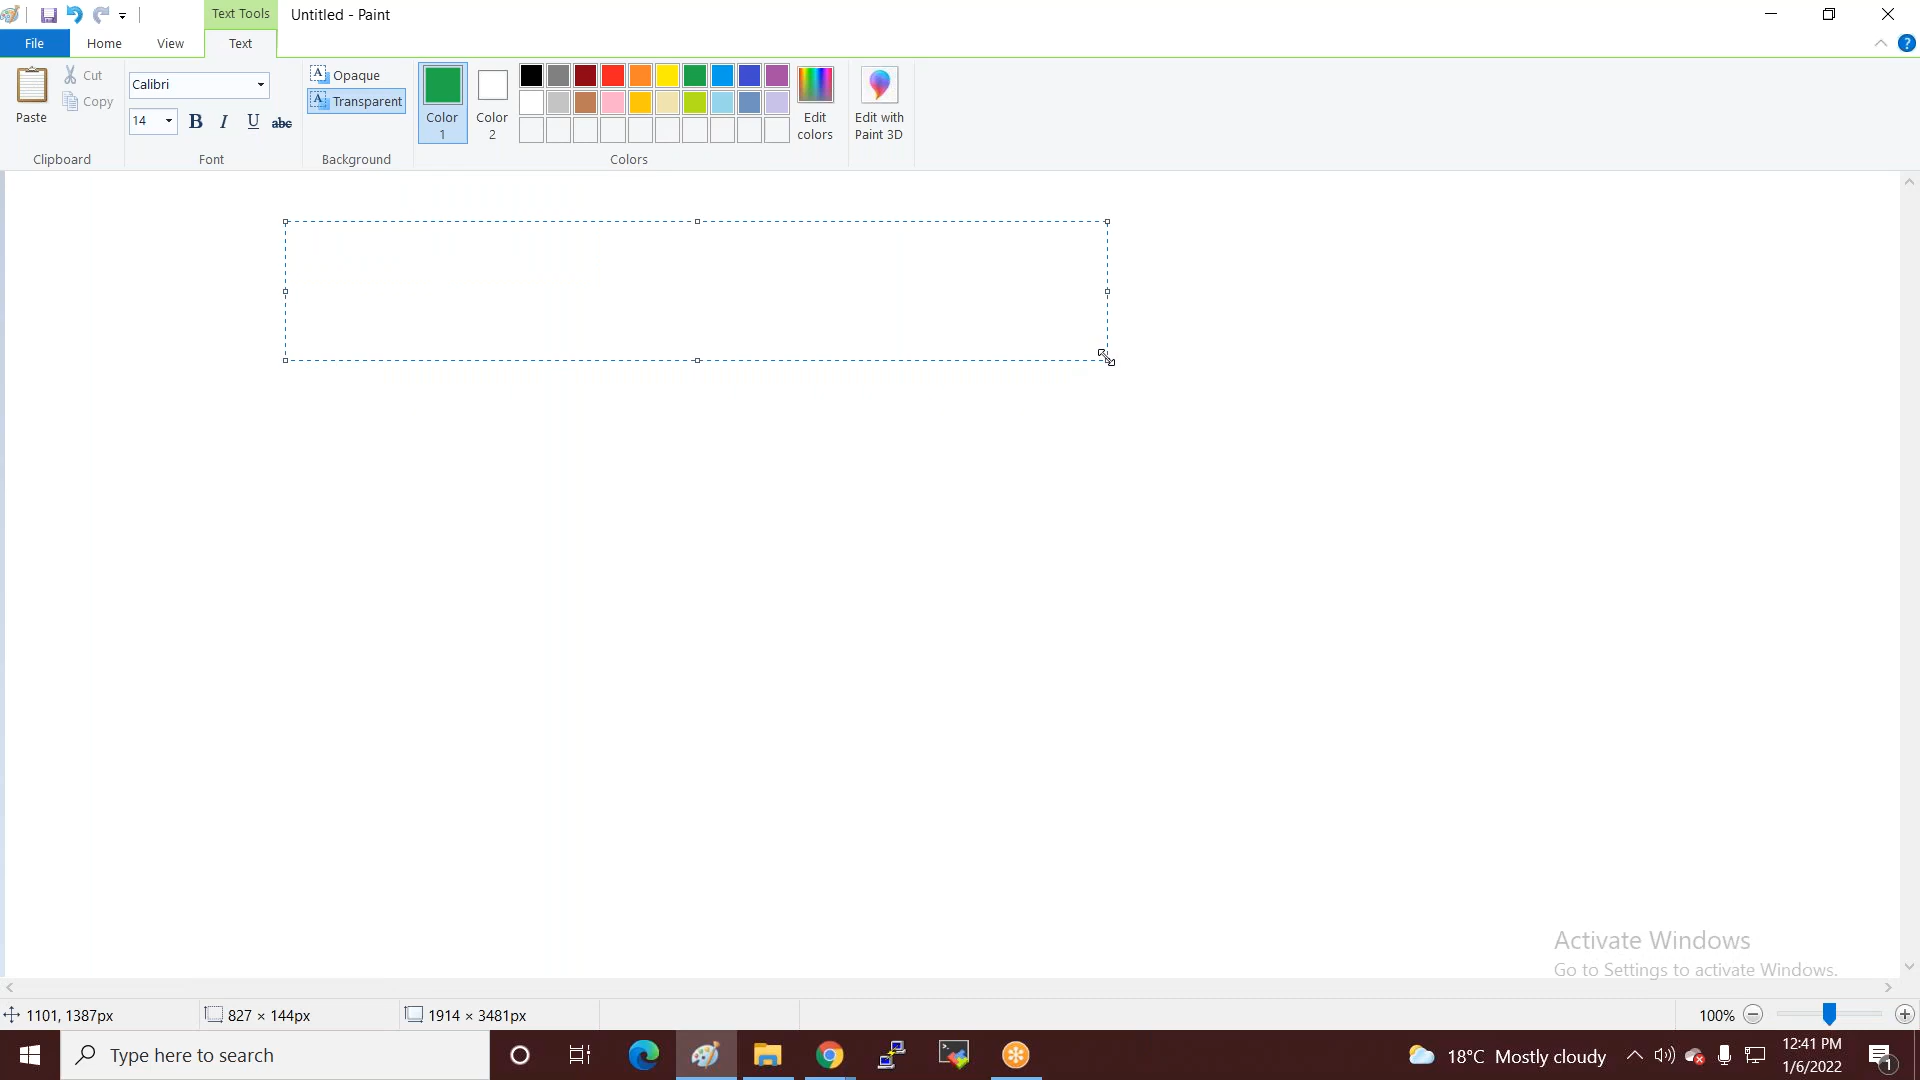 Text Tools
Untitled - Paint
File
Home
View
Text
Paste
Cut
Copy
Clipboard
Calibri
14
B
I
U
abc
Font
Opaque
Transparent
Background
Color
1
Color
2
Colors
Edit
colors
Edit with
Paint 3D
Activate Windows
Go to Settings to activate Windows.
1101, 1387px
827 × 144px
1914 × 3481px
100%
Type here to search
18°C Mostly cloudy
12:41 PM
1/6/2022
1